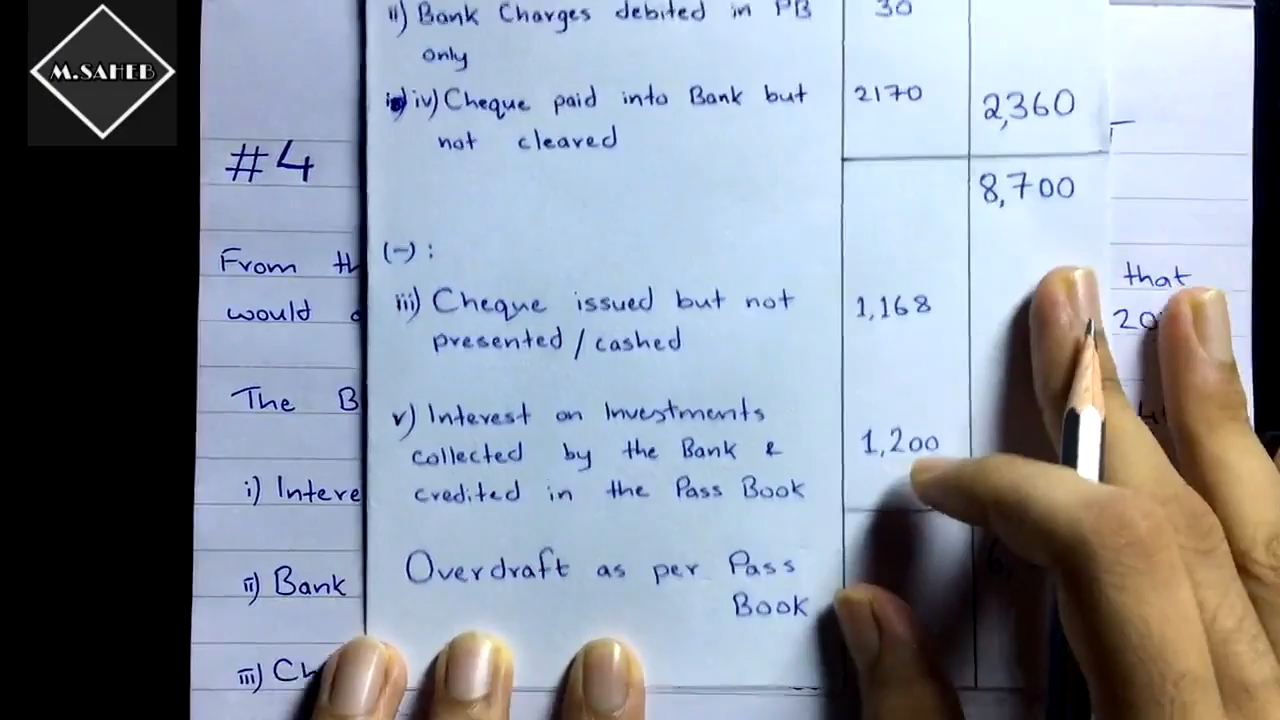 M.SAHEB
ii) Bank Charges debited in PB 30
only
iv) Cheque paid into Bank but 2170 2,360
not cleared
#4
8,700
(-) :
From th
that
iii) Cheque issued but not 1,168
would
20
presented / cashed
The B
v) Interest on Investments
collected by the Bank & 1,200
i) Intere
credited in the Pass Book
Overdraft as per Pass
ii) Bank
Book
iii) Ch